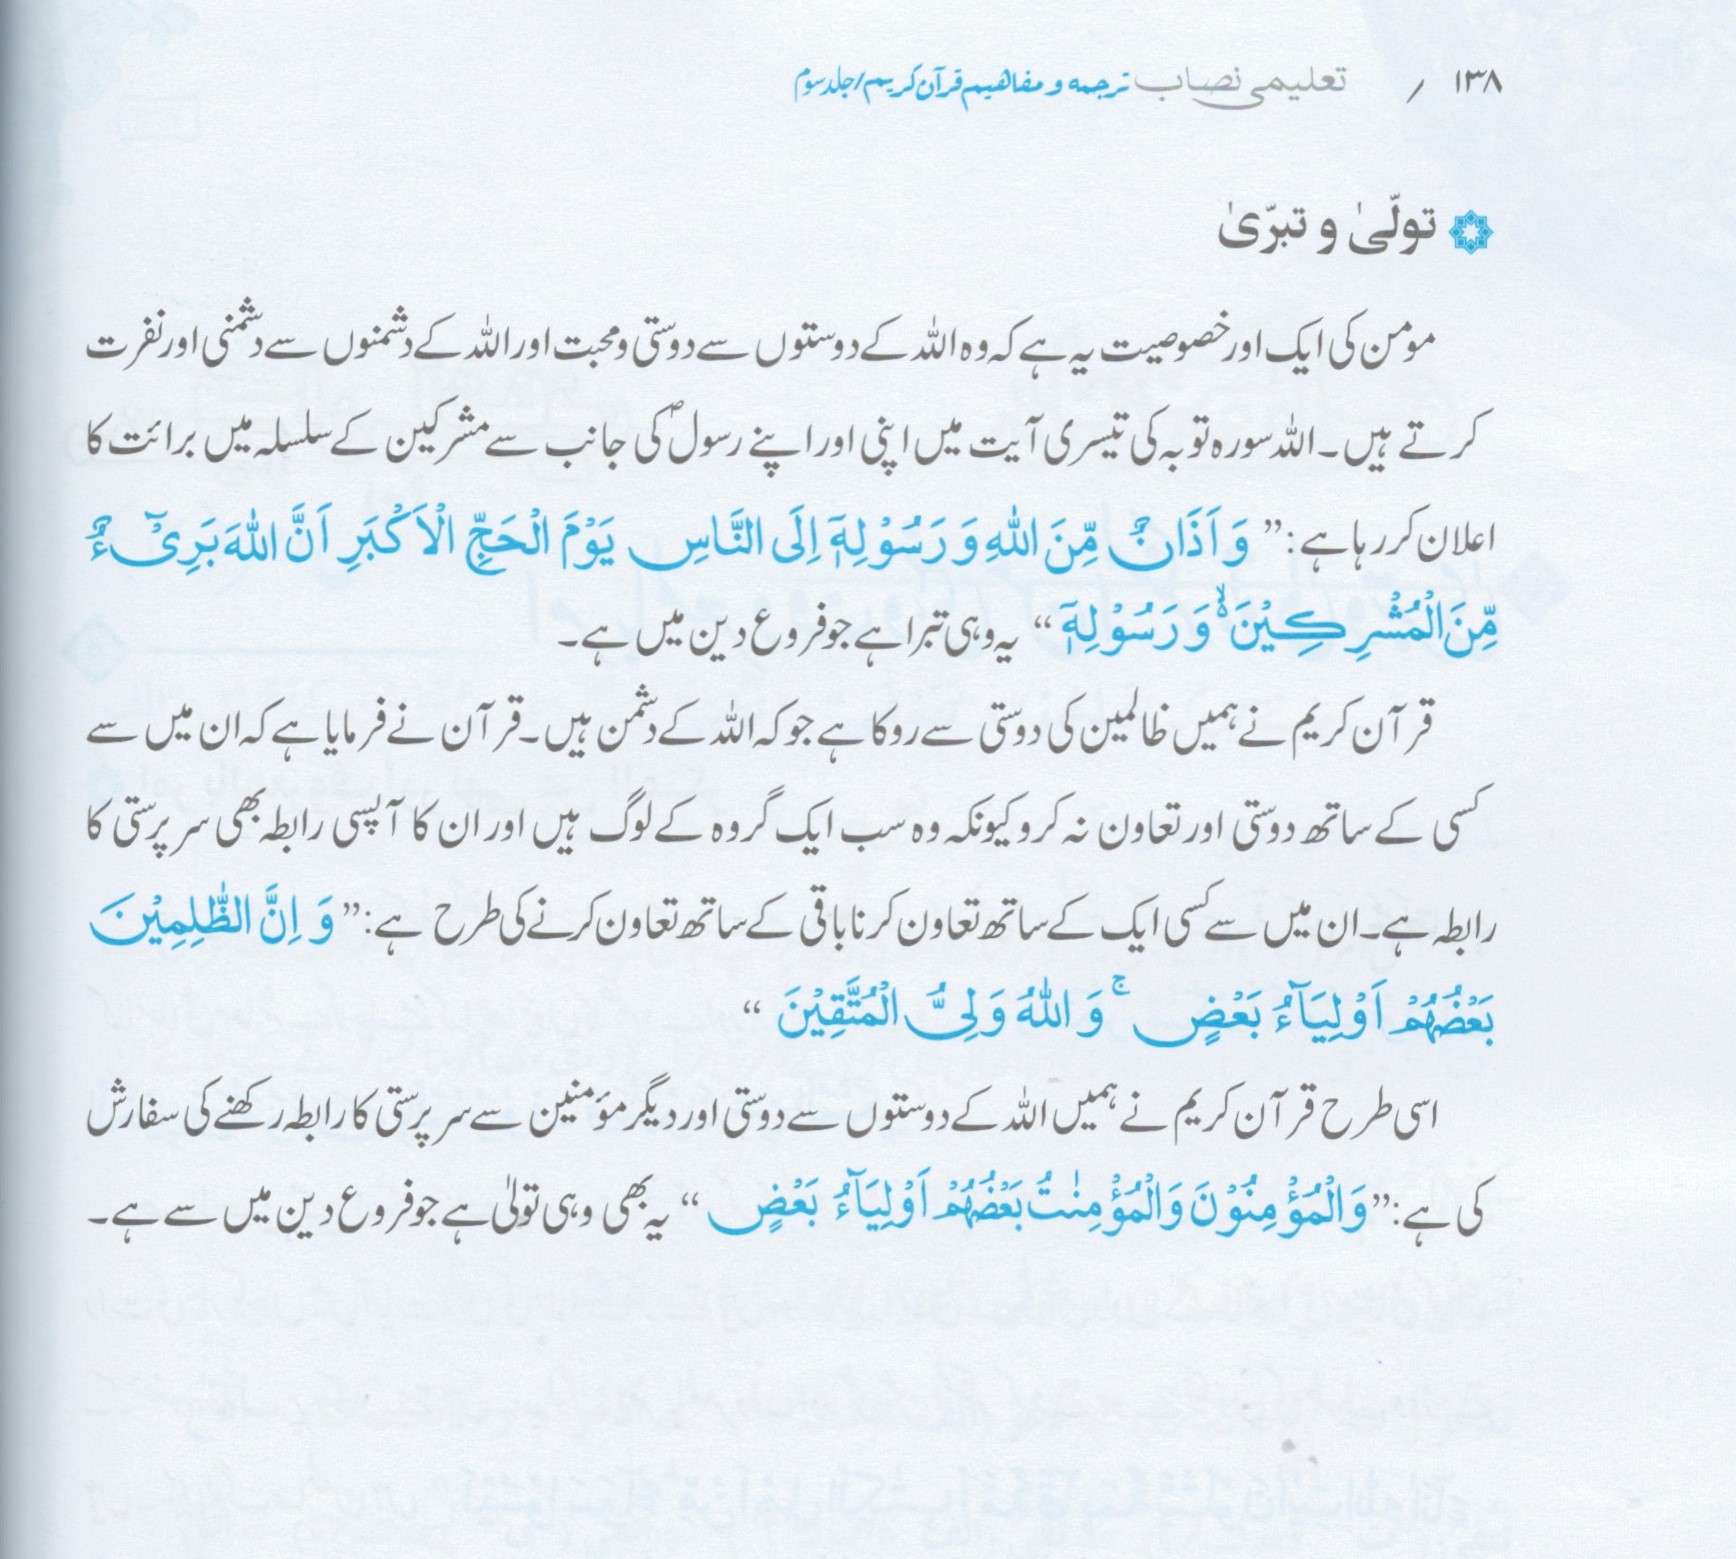 ۱۳۸ / تعلیمی نصاب ترجمه و مفاهیم قرآن کریم/جلد سوم
تولّیٰ و تبرّیٰ
مومن کی ایک اور خصوصیت یہ ہے کہ وہ اللہ کے دوستوں سے دوستی و محبت اور اللہ کے دشمنوں سے دشمنی اور نفرت
کرتے ہیں۔ اللہ سورہ توبہ کی تیسری آیت میں اپنی اور اپنے رسولؐ کی جانب سے مشرکین کے سلسلہ میں برائت کا
اعلان کر رہا ہے: ”وَ اَذَانٌ مِّنَ اللّٰهِ وَ رَسُوْلِهٖۤ اِلَی النَّاسِ یَوْمَ الْحَجِّ الْاَكْبَرِ اَنَّ اللّٰهَ بَرِیْٓءٌ
مِّنَ الْمُشْرِكِیْنَ ۙ۬ وَ رَسُوْلِهٖۤ“ یہ وہی تبرا ہے جو فروع دین میں ہے۔
قرآن کریم نے ہمیں ظالمین کی دوستی سے روکا ہے جو کہ اللہ کے دشمن ہیں۔ قرآن نے فرمایا ہے کہ ان میں سے
کسی کے ساتھ دوستی اور تعاون نہ کرو کیونکہ وہ سب ایک گروہ کے لوگ ہیں اور ان کا آپسی رابطہ بھی سرپرستی کا
رابطہ ہے۔ ان میں سے کسی ایک کے ساتھ تعاون کرنا باقی کے ساتھ تعاون کرنے کی طرح ہے: ”وَ اِنَّ الظّٰلِمِیْنَ
بَعْضُهُمْ اَوْلِیَآءُ بَعْضٍ ۚ وَ اللّٰهُ وَلِیُّ الْمُتَّقِیْنَ“
اسی طرح قرآن کریم نے ہمیں اللہ کے دوستوں سے دوستی اور دیگر مؤمنین سے سرپرستی کا رابطہ رکھنے کی سفارش
کی ہے: ”وَ الْمُؤْمِنُوْنَ وَ الْمُؤْمِنٰتُ بَعْضُهُمْ اَوْلِیَآءُ بَعْضٍ“ یہ بھی وہی تولیٰ ہے جو فروع دین میں سے ہے۔